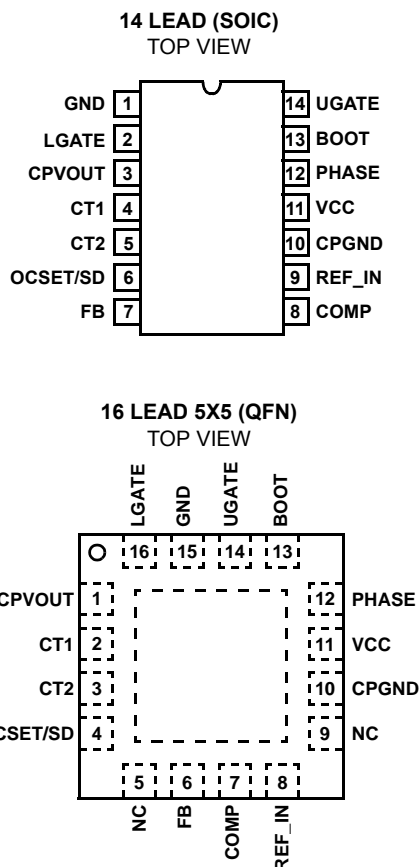 14 LEAD (SOIC)
TOP VIEW
GND 1 14 UGATE
LGATE 2 13 BOOT
CPVOUT 3 12 PHASE
CT1 4 11 VCC
CT2 5 10 CPGND
OCSET/SD 6 9 REF_IN
FB 7 8 COMP
16 LEAD 5X5 (QFN)
TOP VIEW
LGATE GND UGATE BOOT
16 15 14 13
CPVOUT 1 12 PHASE
CT1 2 11 VCC
CT2 3 10 CPGND
CSET/SD 4 9 NC
5 6 7 8
NC FB COMP REF_IN